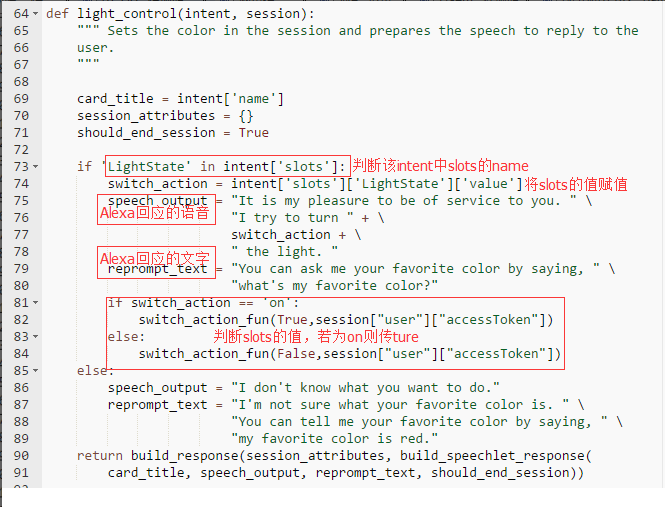 64 def light_control(intent, session):
65 """ Sets the color in the session and prepares the speech to reply to the
66 user.
67 """
68
69 card_title = intent['name']
70 session_attributes = {}
71 should_end_session = True
72
73 if 'LightState' in intent['slots']: 判断该intent中slots的name
74 switch_action = intent['slots']['LightState']['value'] 将slots的值赋值
75 speech_output = "It is my pleasure to be of service to you. " \
Alexa回应的语音
76 "I try to turn " + \
77 switch_action + \
78 " the light. "
Alexa回应的文字
79 reprompt_text = "You can ask me your favorite color by saying, " \
80 "what's my favorite color?"
81 if switch_action == 'on':
82 switch_action_fun(True,session["user"]["accessToken"])
83 else: 判断slots的值，若为on则传ture
84 switch_action_fun(False,session["user"]["accessToken"])
85 else:
86 speech_output = "I don't know what you want to do."
87 reprompt_text = "I'm not sure what your favorite color is. " \
88 "You can tell me your favorite color by saying, " \
89 "my favorite color is red."
90 return build_response(session_attributes, build_speechlet_response(
91 card_title, speech_output, reprompt_text, should_end_session))